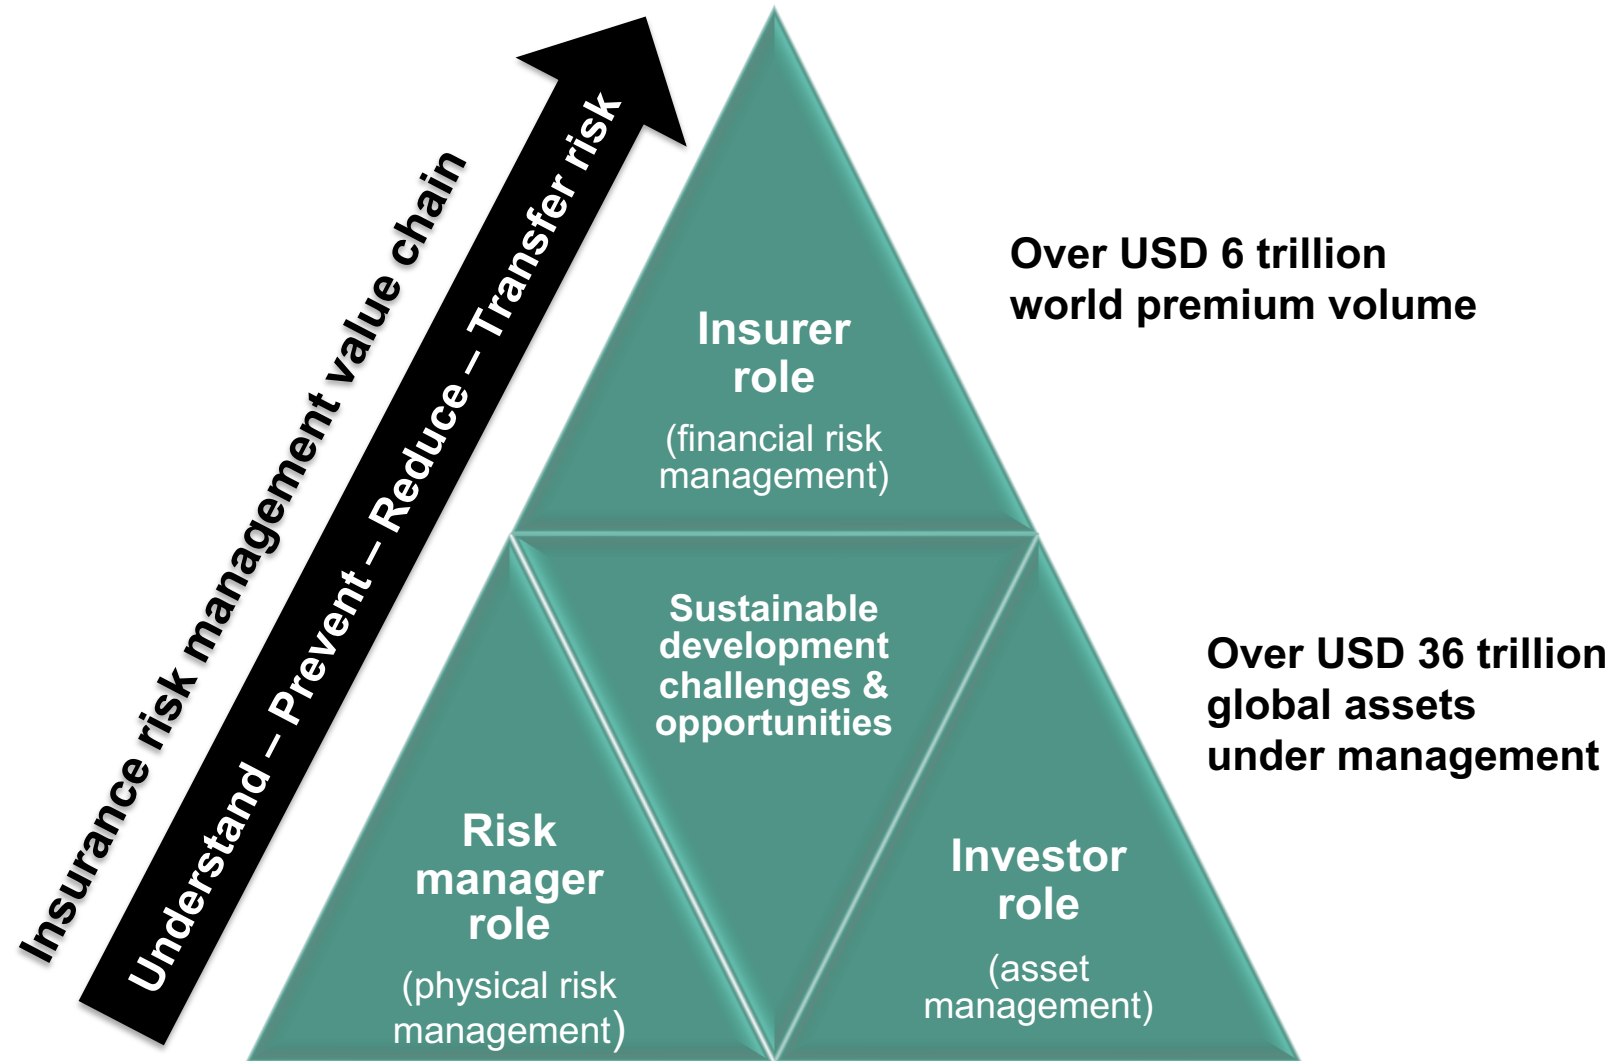 Insurance risk management value chain
Understand – Prevent – Reduce – Transfer risk
Insurer
role
(financial risk
management)
Over USD 6 trillion
world premium volume
Sustainable
development
challenges &
opportunities
Over USD 36 trillion
global assets
under management
Risk
manager
role
(physical risk
management)
Investor
role
(asset
management)